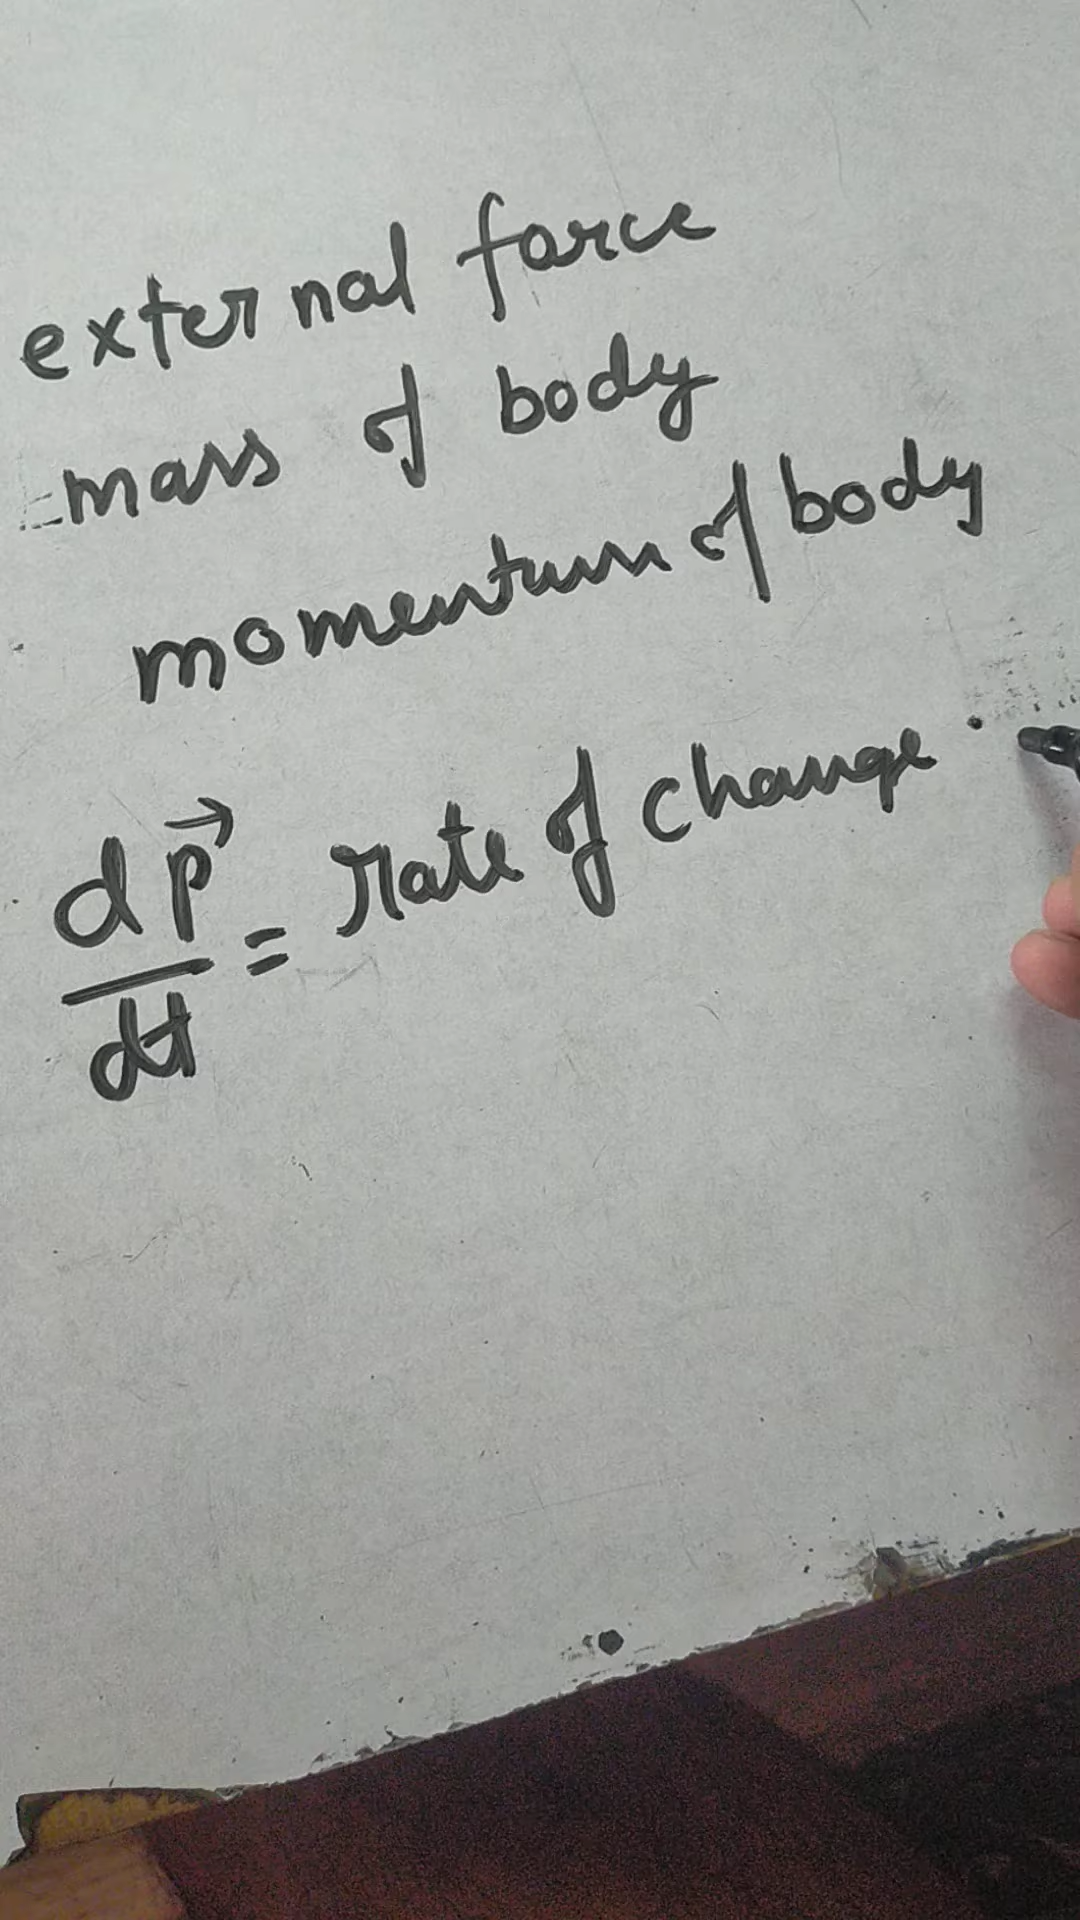 external force
mass of body
momentum of body
dp⃗/dt = rate of change